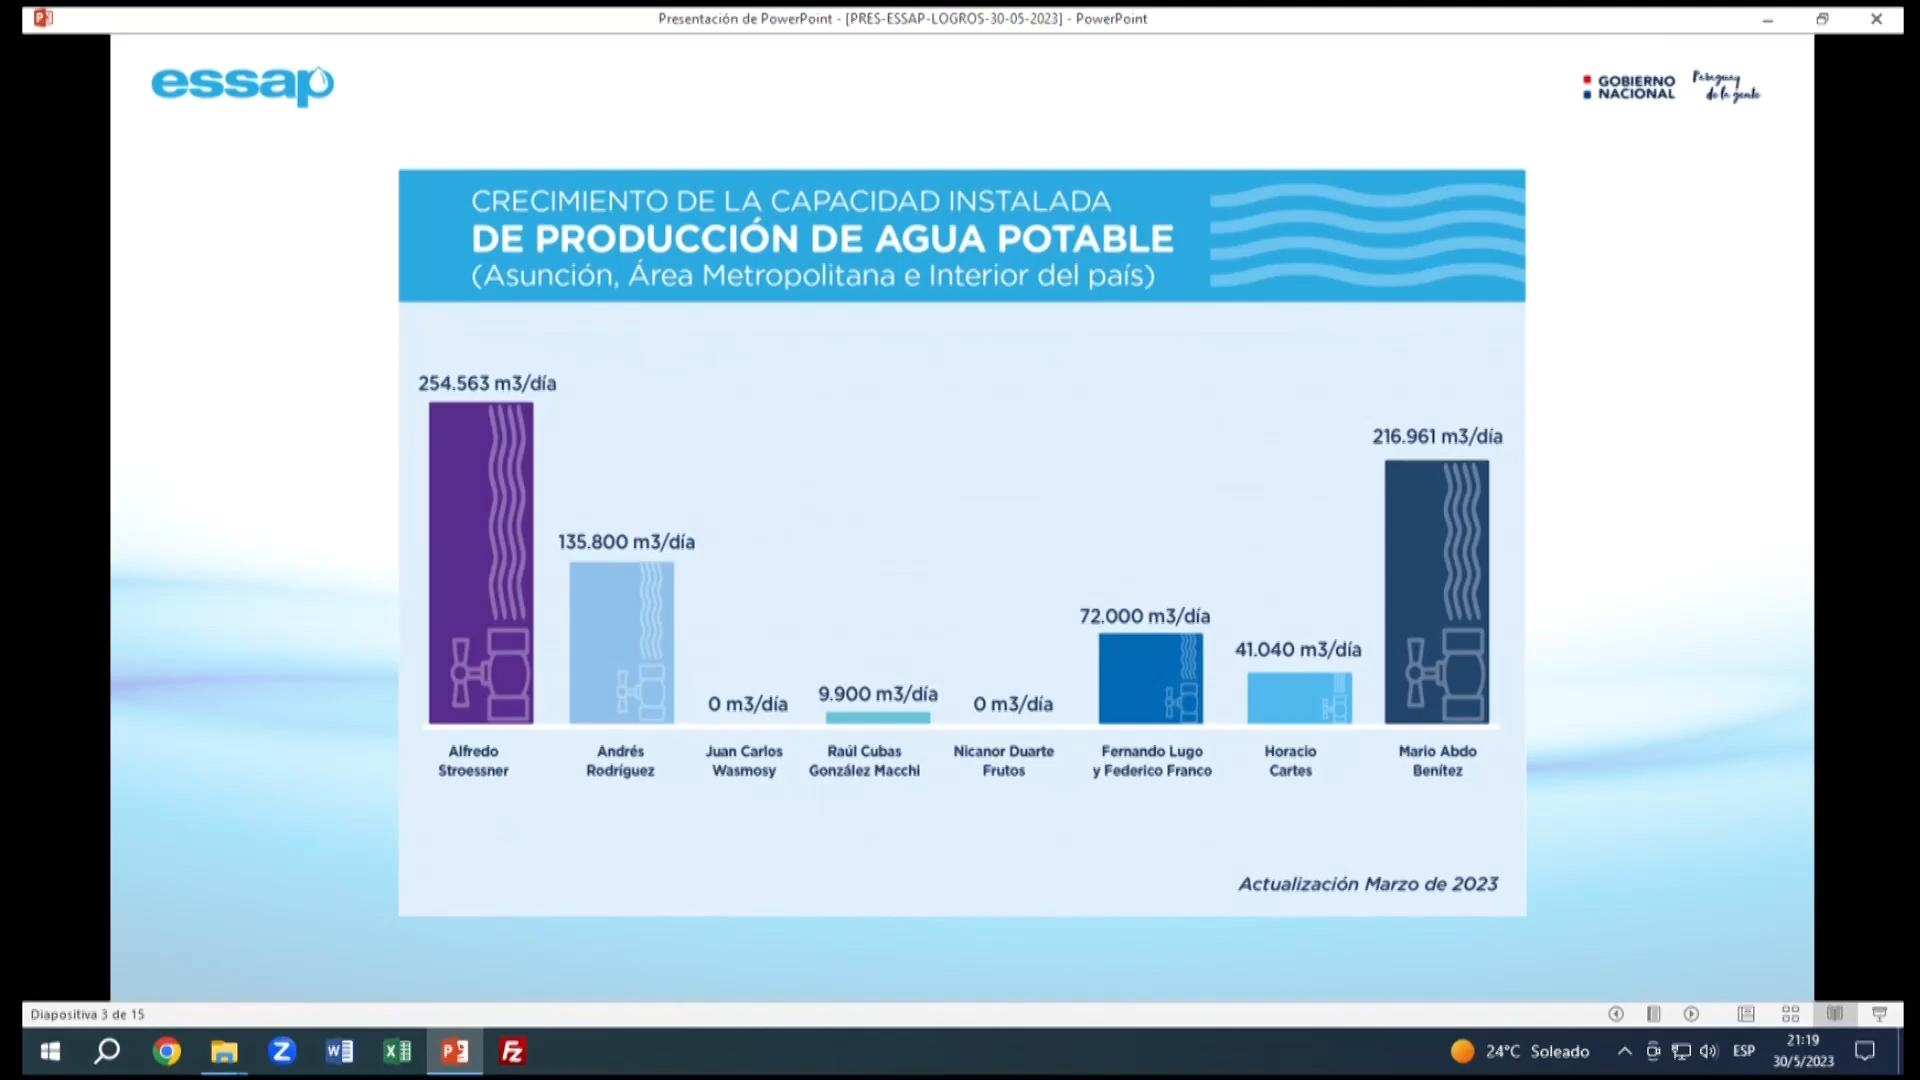 Presentación de PowerPoint - [PRES-ESSAP-LOGROS-30-05-2023] - PowerPoint
essap
GOBIERNO
NACIONAL
Paraguay
de la gente
CRECIMIENTO DE LA CAPACIDAD INSTALADA
DE PRODUCCIÓN DE AGUA POTABLE
(Asunción, Área Metropolitana e Interior del país)
254.563 m3/día
135.800 m3/día
0 m3/día
9.900 m3/día
0 m3/día
72.000 m3/día
41.040 m3/día
216.961 m3/día
Alfredo
Stroessner
Andrés
Rodríguez
Juan Carlos
Wasmosy
Raúl Cubas
González Macchi
Nicanor Duarte
Frutos
Fernando Lugo
y Federico Franco
Horacio
Cartes
Mario Abdo
Benítez
Actualización Marzo de 2023
Diapositiva 3 de 15
24°C Soleado
ESP
21:19
30/5/2023